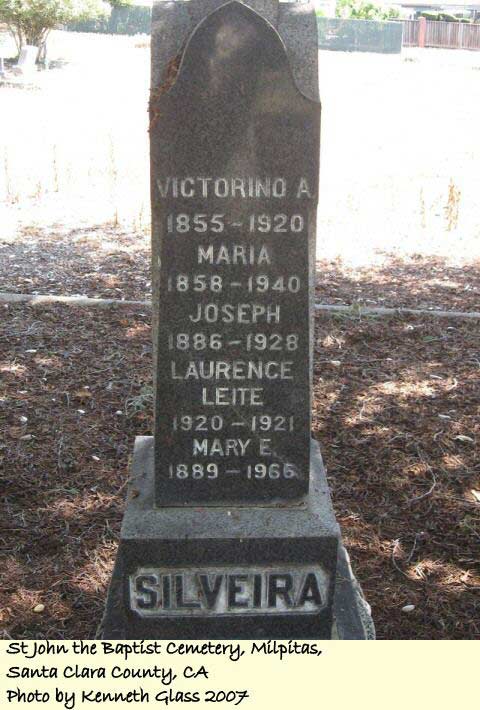 VICTORINO A
1855 - 1920
MARIA
1858 - 1940
JOSEPH
1886 - 1928
LAURENCE
LEITE
1920 - 1921
MARY E.
1889 - 1966
SILVEIRA
St John the Baptist Cemetery, Milpitas,
Santa Clara County, CA
Photo by Kenneth Glass 2007